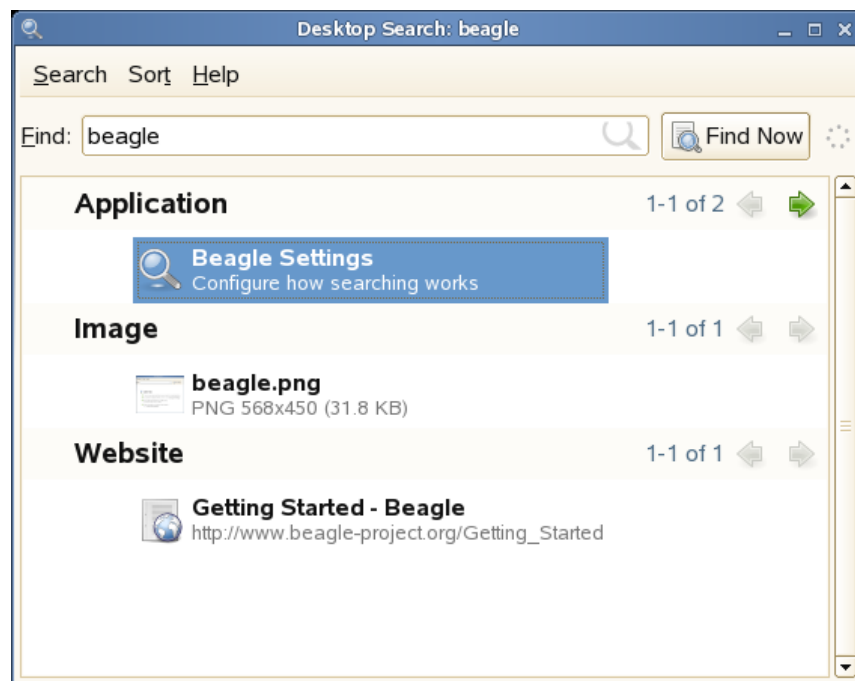 Desktop Search: beagle
Search Sort Help
Find: beagle Find Now
Application 1-1 of 2
Beagle Settings
Configure how searching works
Image 1-1 of 1
beagle.png
PNG 568x450 (31.8 KB)
Website 1-1 of 1
Getting Started - Beagle
http://www.beagle-project.org/Getting_Started